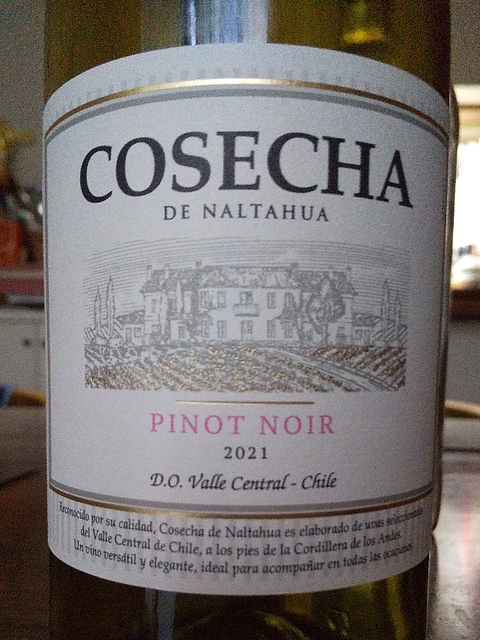 COSECHA
DE NALTAHUA
PINOT NOIR
2021
D.O. Valle Central - Chile
Reconocido por su calidad, Cosecha de Naltahua es elaborado de uvas seleccionadas
del Valle Central de Chile, a los pies de la Cordillera de los Andes.
Un vino versátil y elegante, ideal para acompañar en todas las ocasiones.